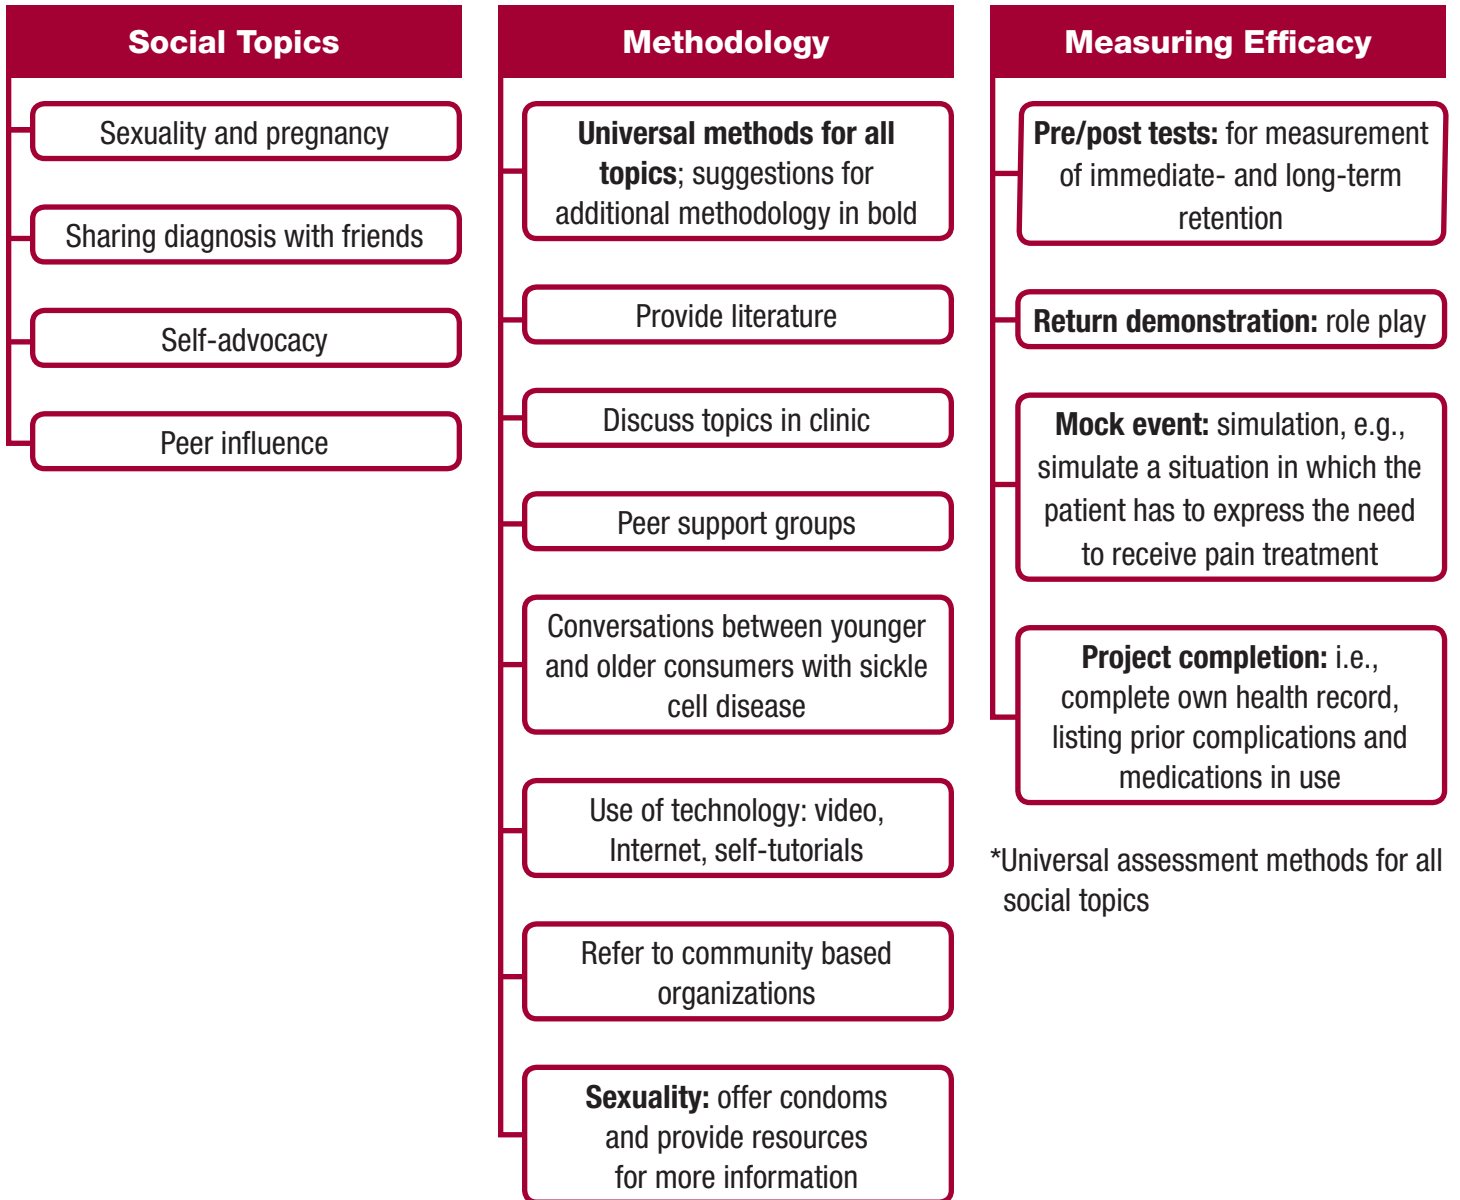 Social Topics
Sexuality and pregnancy
Sharing diagnosis with friends
Self-advocacy
Peer influence
Methodology
Universal methods for all
topics; suggestions for
additional methodology in bold
Provide literature
Discuss topics in clinic
Peer support groups
Conversations between younger
and older consumers with sickle
cell disease
Use of technology: video,
Internet, self-tutorials
Refer to community based
organizations
Sexuality: offer condoms
and provide resources
for more information
Measuring Efficacy
Pre/post tests: for measurement
of immediate- and long-term
retention
Return demonstration: role play
Mock event: simulation, e.g.,
simulate a situation in which the
patient has to express the need
to receive pain treatment
Project completion: i.e.,
complete own health record,
listing prior complications and
medications in use
*Universal assessment methods for all
social topics